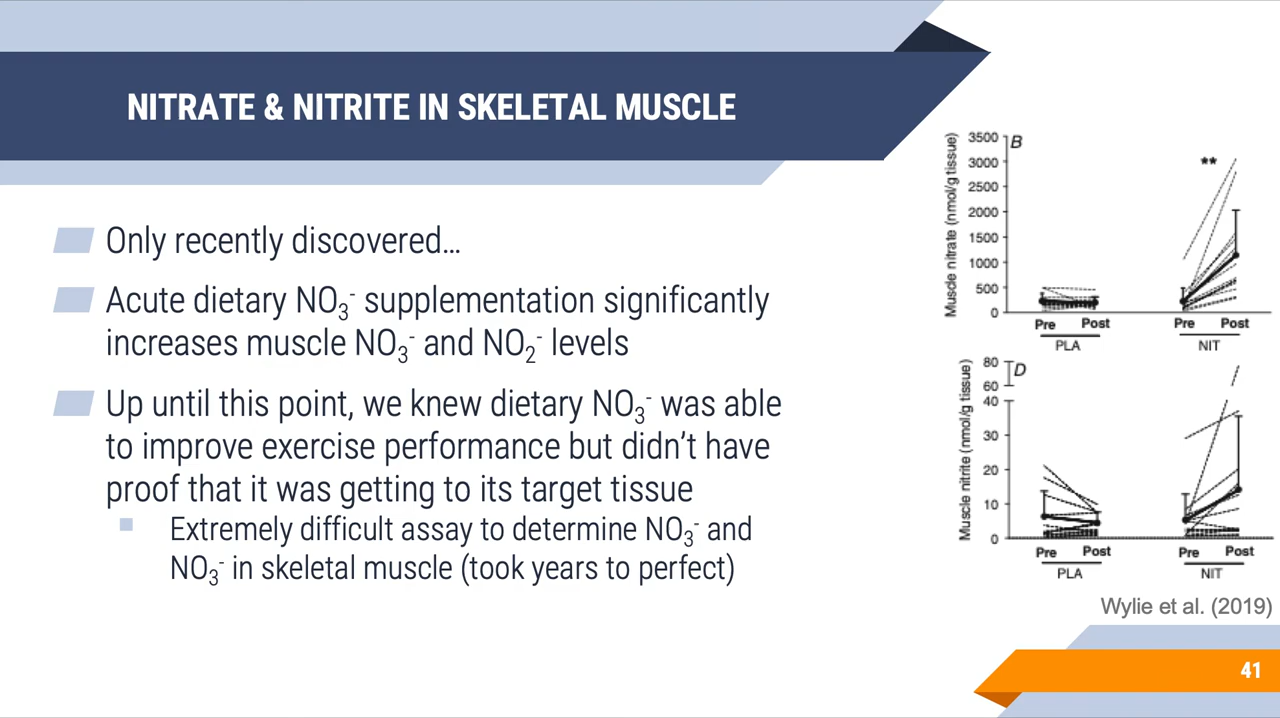 NITRATE & NITRITE IN SKELETAL MUSCLE
Only recently discovered…
Acute dietary NO₃⁻ supplementation significantly
increases muscle NO₃⁻ and NO₂⁻ levels
Up until this point, we knew dietary NO₃⁻ was able
to improve exercise performance but didn’t have
proof that it was getting to its target tissue
Extremely difficult assay to determine NO₃⁻ and
NO₃⁻ in skeletal muscle (took years to perfect)
B
**
Muscle nitrate (nmol/g tissue)
3500
3000
2500
2000
1500
1000
500
0
Pre Post Pre Post
PLA NIT
D
Muscle nitrite (nmol/g tissue)
80
60
40
30
20
10
0
Pre Post Pre Post
PLA NIT
Wylie et al. (2019)
41